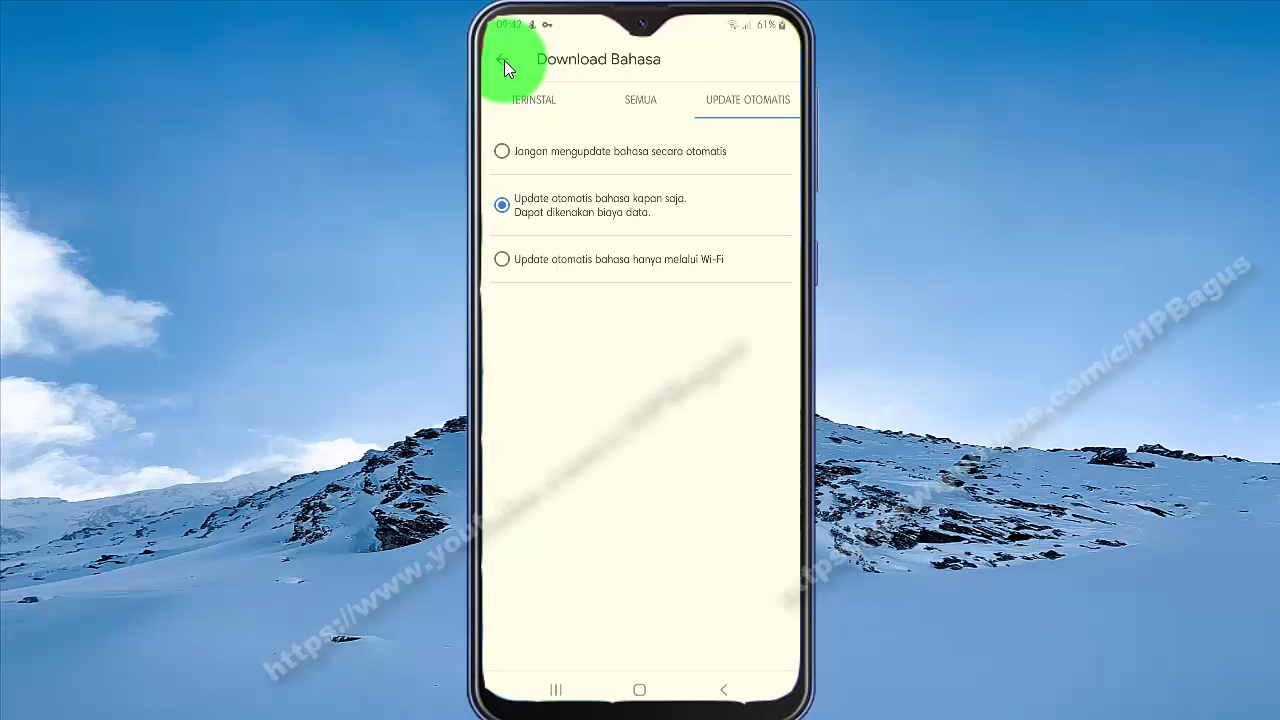 09:42
61%
Download Bahasa
TERINSTAL SEMUA UPDATE OTOMATIS
Jangan mengupdate bahasa secara otomatis
Update otomatis bahasa kapan saja.
Dapat dikenakan biaya data.
Update otomatis bahasa hanya melalui Wi-Fi